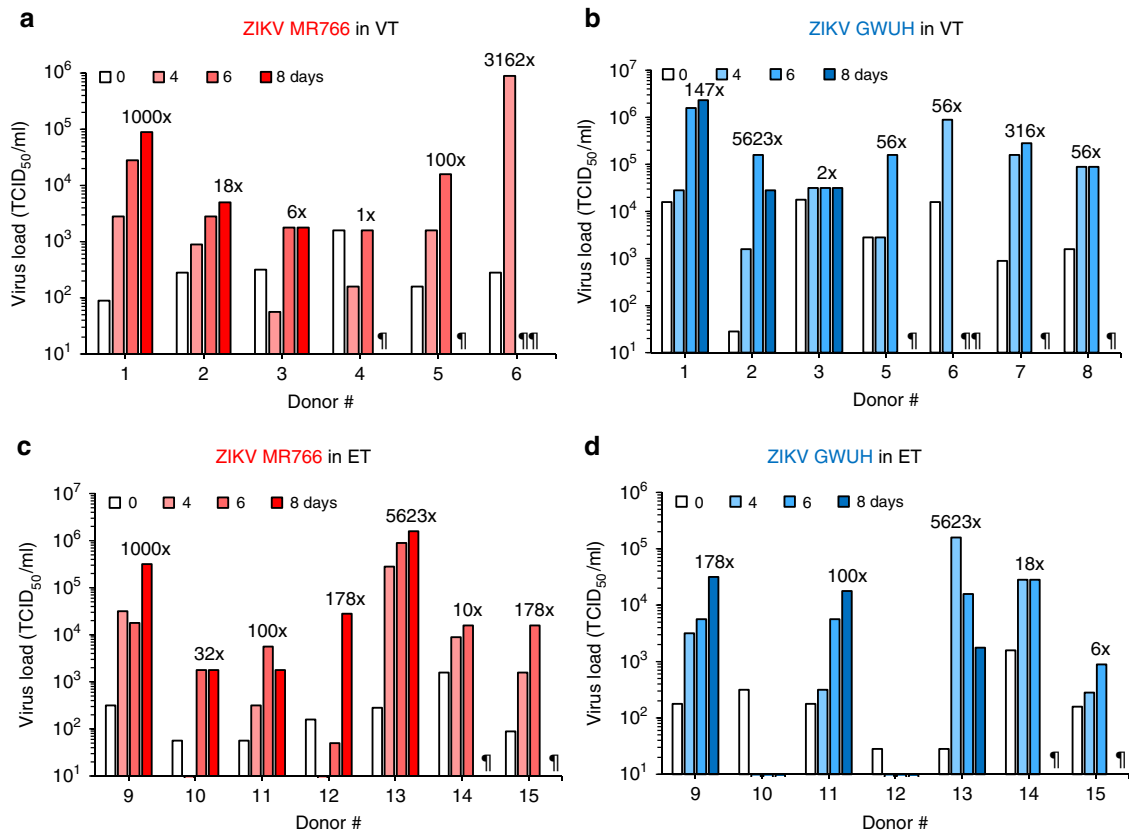 a
ZIKV MR766 in VT
0 4 6 8 days
Virus load (TCID50/ml)
10^6
10^5
10^4
10^3
10^2
10^1
1000x
18x
6x
1x
100x
3162x
¶ ¶ ¶¶
1 2 3 4 5 6
Donor #
b
ZIKV GWUH in VT
0 4 6 8 days
Virus load (TCID50/ml)
10^7
10^6
10^5
10^4
10^3
10^2
10^1
147x
5623x
2x
56x
56x
316x
56x
¶ ¶¶ ¶ ¶
1 2 3 5 6 7 8
Donor #
c
ZIKV MR766 in ET
0 4 6 8 days
Virus load (TCID50/ml)
10^7
10^6
10^5
10^4
10^3
10^2
10^1
1000x
32x
100x
178x
5623x
10x
178x
¶ ¶
9 10 11 12 13 14 15
Donor #
d
ZIKV GWUH in ET
0 4 6 8 days
Virus load (TCID50/ml)
10^6
10^5
10^4
10^3
10^2
10^1
178x
100x
5623x
18x
6x
¶ ¶
9 10 11 12 13 14 15
Donor #